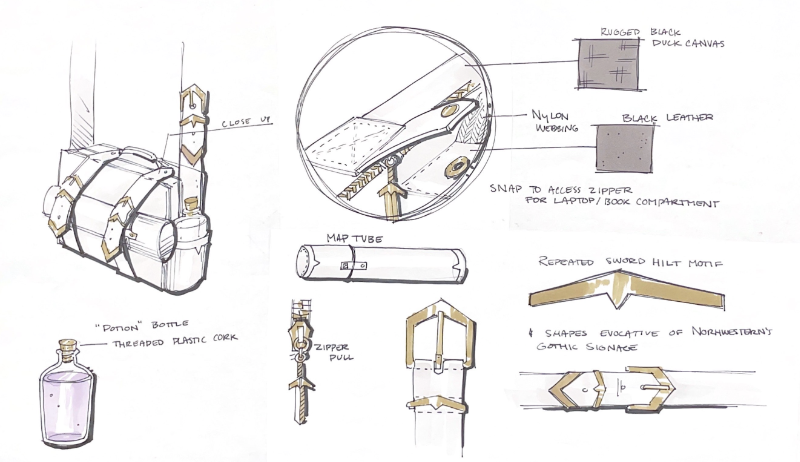 RUGGED BLACK
DUCK CANVAS
CLOSE UP
NYLON
WEBBING
BLACK LEATHER
SNAP TO ACCESS ZIPPER
FOR LAPTOP/BOOK COMPARTMENT
MAP TUBE
REPEATED SWORD HILT MOTIF
"POTION" BOTTLE
THREADED PLASTIC CORK
ZIPPER
PULL
& SHAPES EVOCATIVE OF NORTHWESTERN'S
GOTHIC SIGNAGE